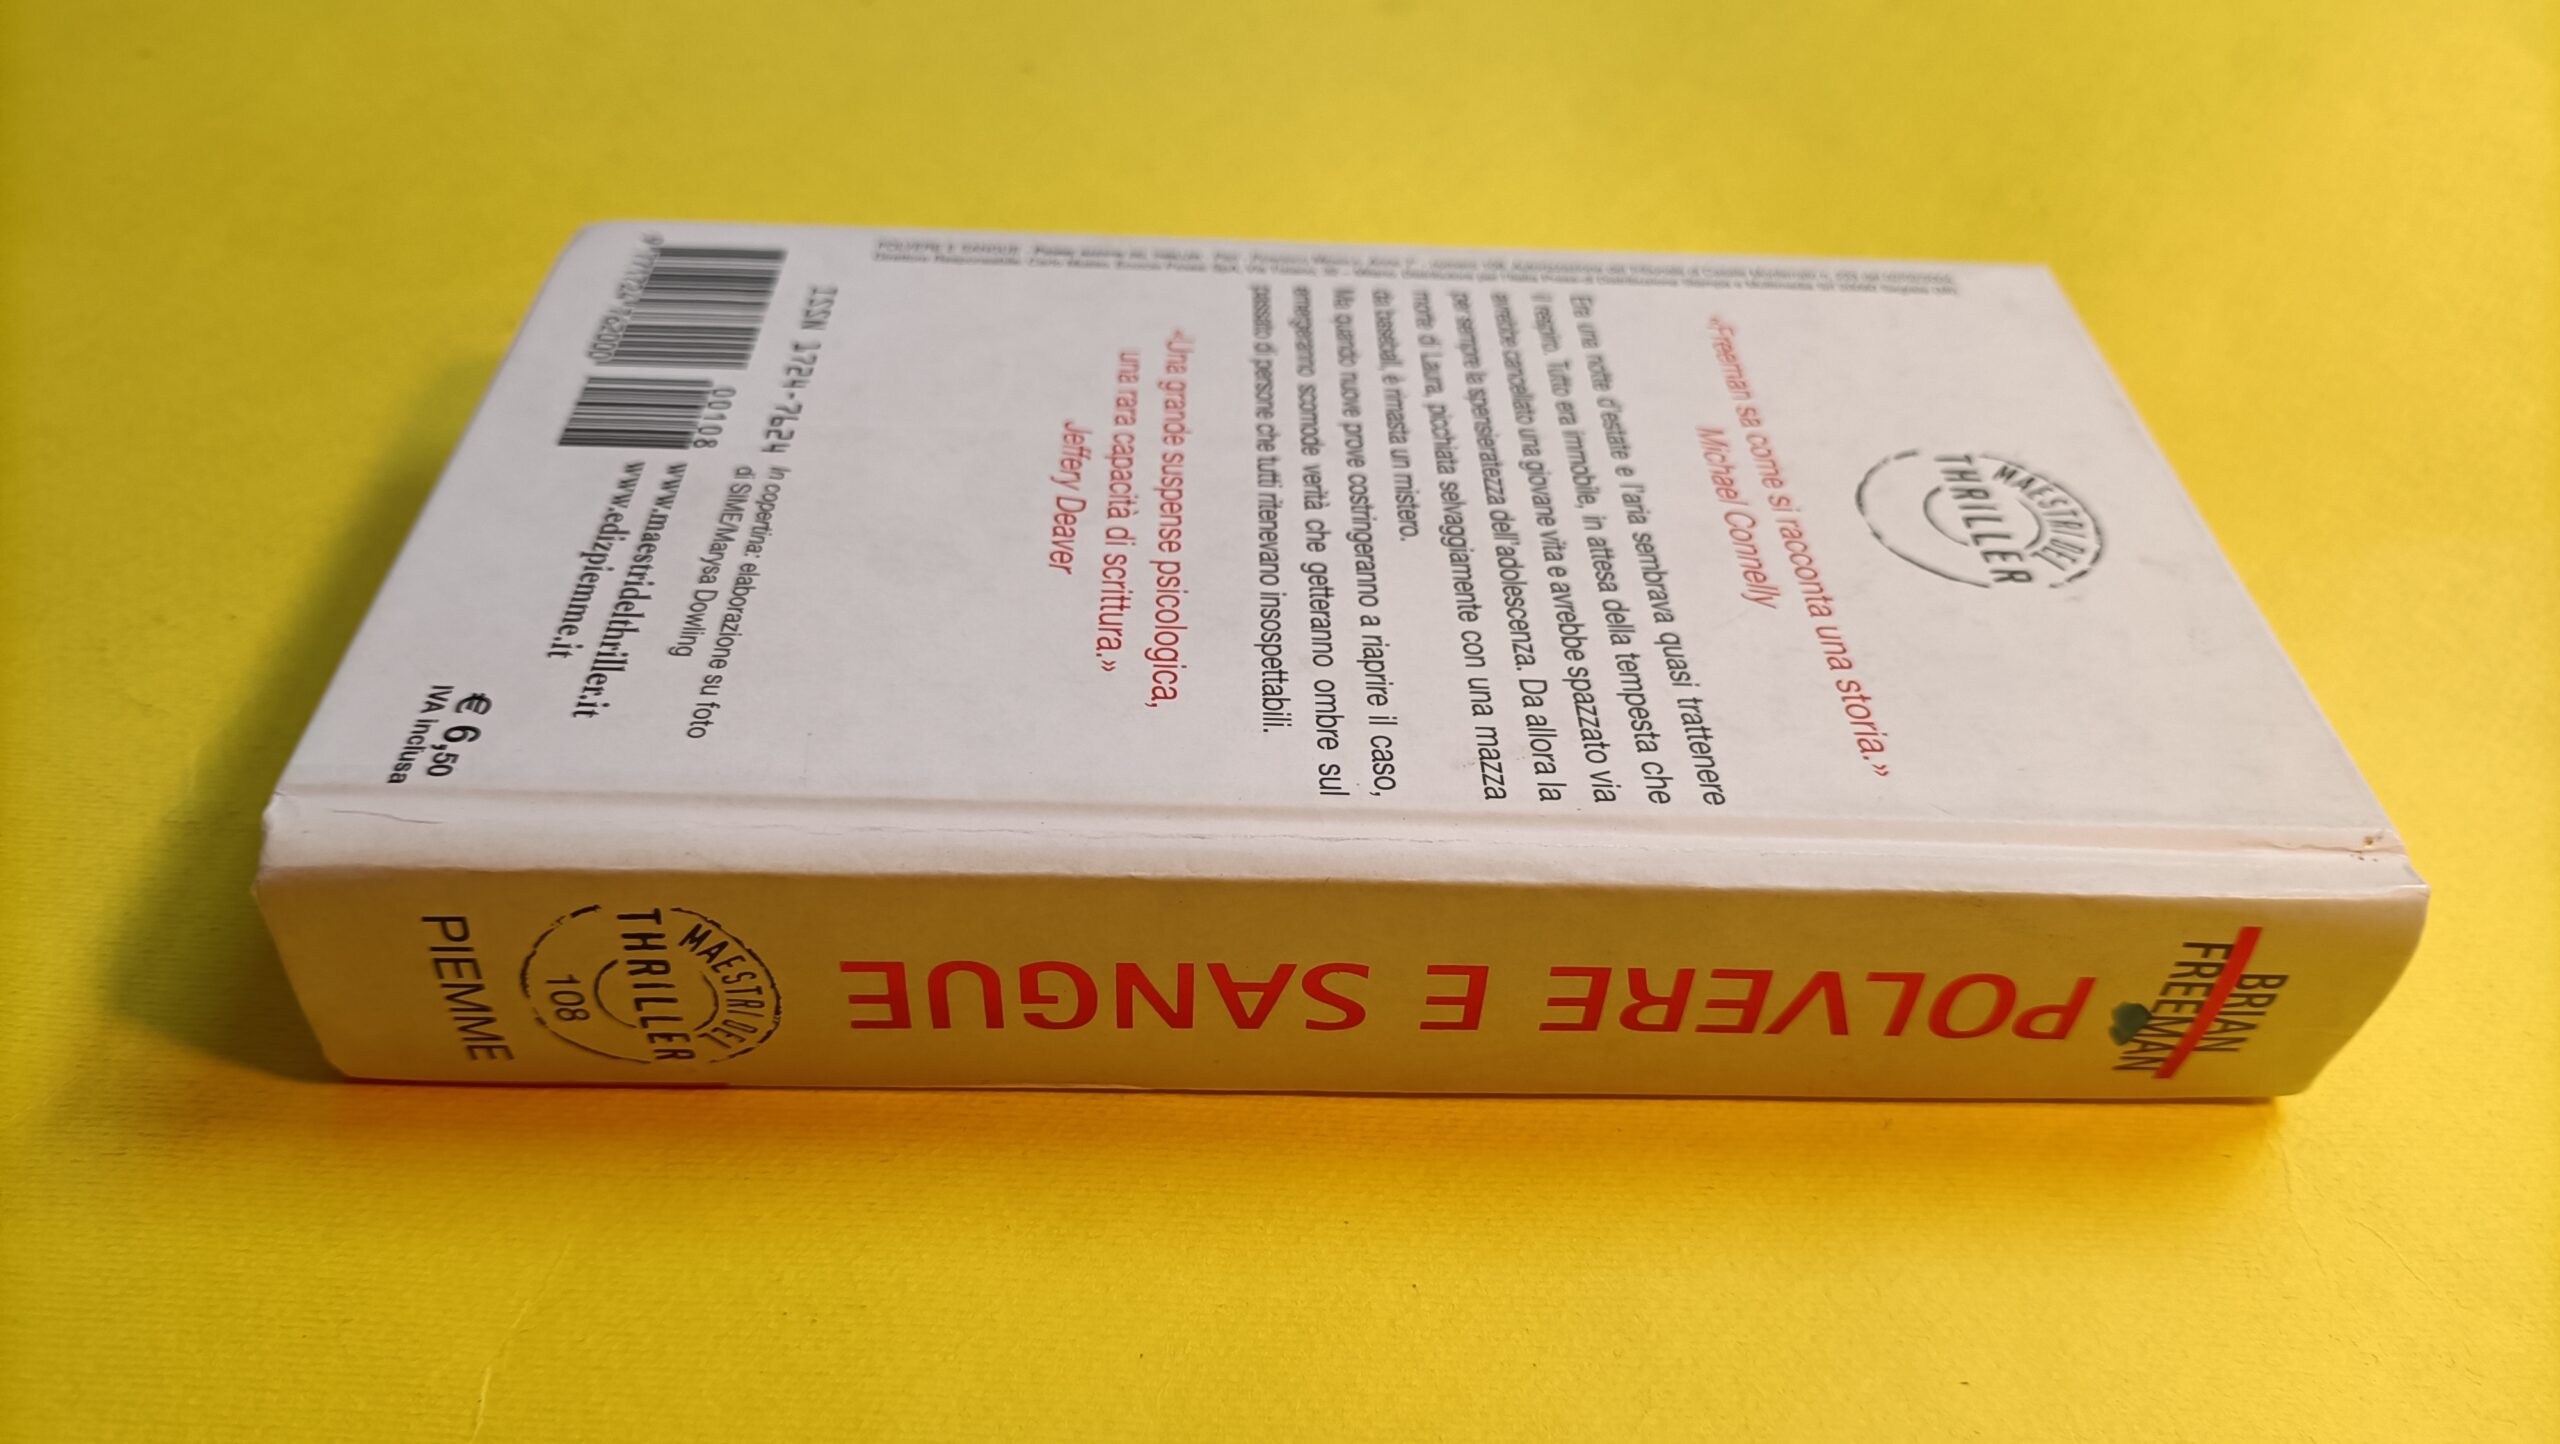 MAESTRI DEL
THRILLER
«Freeman sa come si racconta una storia.»
Michael Connelly
Era una notte d'estate e l'aria sembrava quasi trattenere
il respiro. Tutto era immobile, in attesa della tempesta che
avrebbe cancellato una giovane vita e avrebbe spazzato via
per sempre la spensieratezza dell'adolescenza. Da allora la
morte di Laura, picchiata selvaggiamente con una mazza
da baseball, è rimasta un mistero.
Ma quando nuove prove costringeranno a riaprire il caso,
emergeranno scomode verità che getteranno ombre sul
passato di persone che tutti ritenevano insospettabili.
«Una grande suspense psicologica,
una rara capacità di scrittura.»
Jeffery Deaver
ISSN 1724-7624
00108
9 771724 762000
In copertina: elaborazione su foto
di SIME/Marysa Dowling
www.maestridelthriller.it
www.edizpiemme.it
€ 6,50
IVA inclusa
BRIAN
FREEMAN
POLVERE E SANGUE
MAESTRI DEL
THRILLER
108
PIEMME